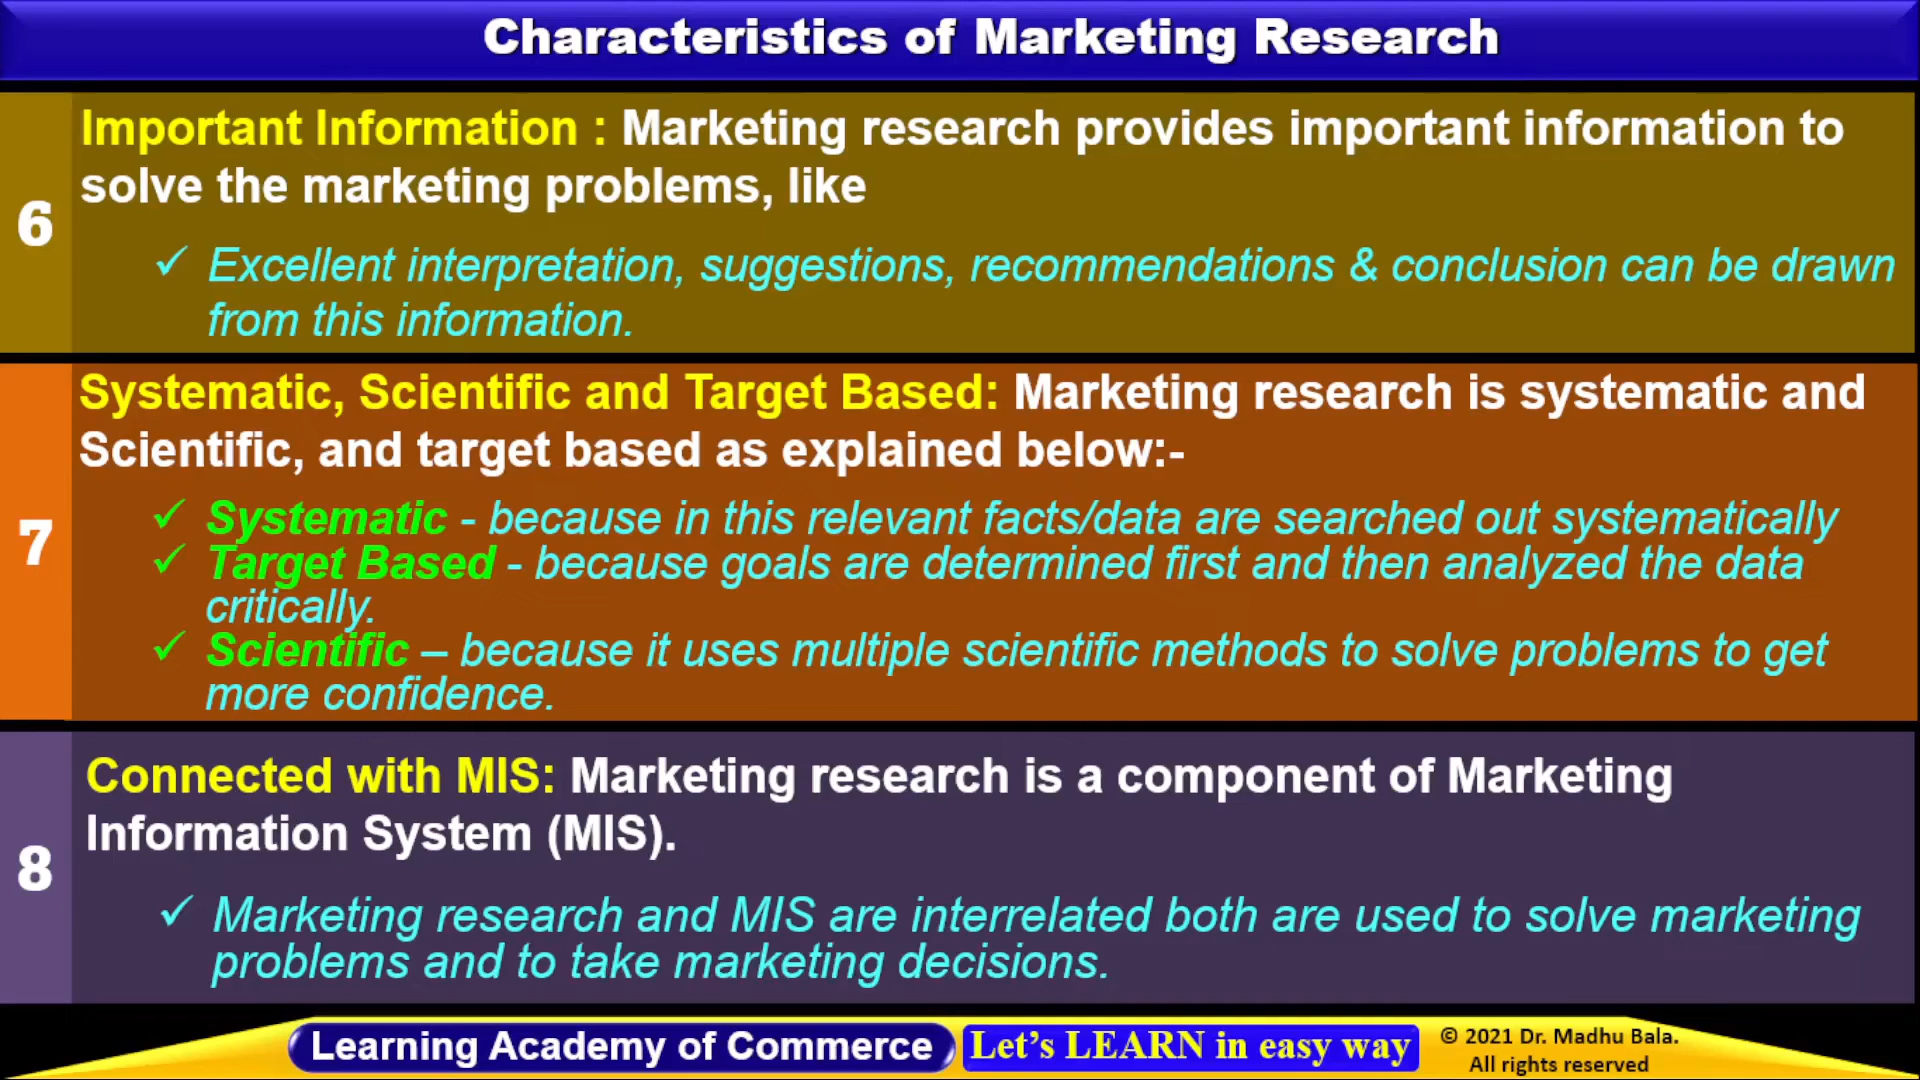 Characteristics of Marketing Research
6
Important Information : Marketing research provides important information to
solve the marketing problems, like
✓ Excellent interpretation, suggestions, recommendations & conclusion can be drawn
from this information.
7
Systematic, Scientific and Target Based: Marketing research is systematic and
Scientific, and target based as explained below:-
✓ Systematic - because in this relevant facts/data are searched out systematically
✓ Target Based - because goals are determined first and then analyzed the data
critically.
✓ Scientific – because it uses multiple scientific methods to solve problems to get
more confidence.
8
Connected with MIS: Marketing research is a component of Marketing
Information System (MIS).
✓ Marketing research and MIS are interrelated both are used to solve marketing
problems and to take marketing decisions.
Learning Academy of Commerce
Let's LEARN in easy way
© 2021 Dr. Madhu Bala.
All rights reserved